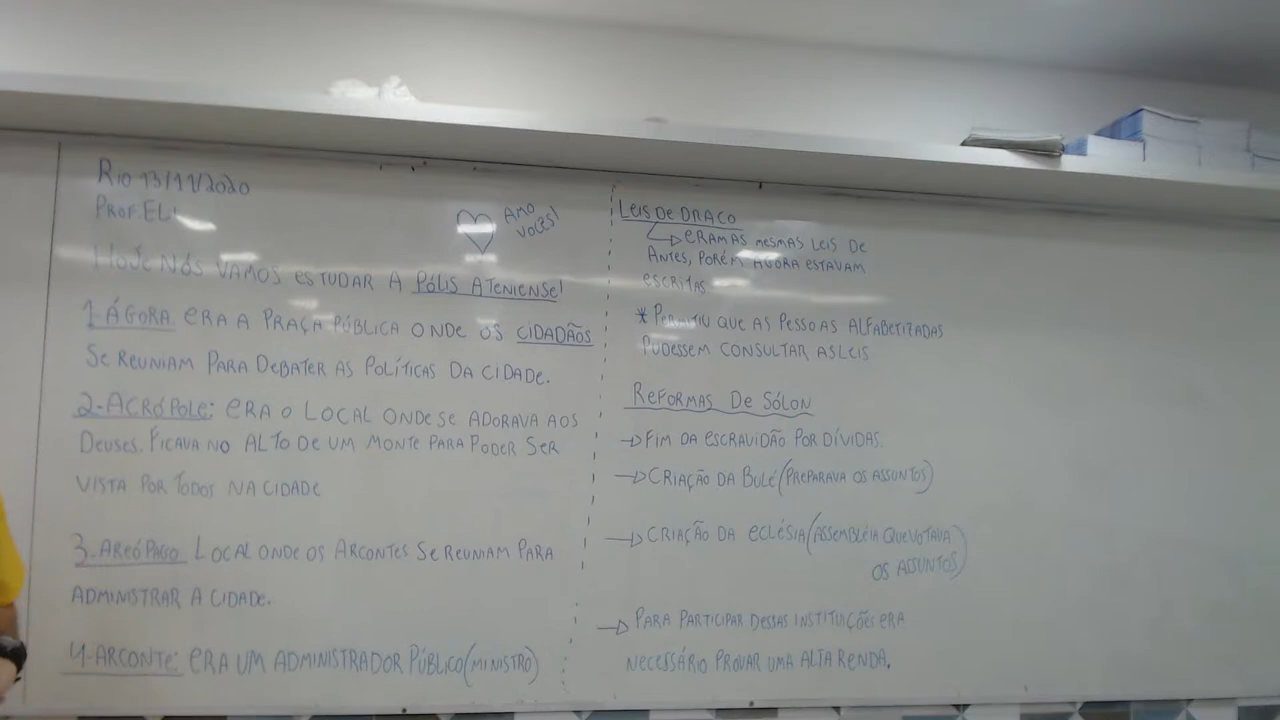 Rio 13/11/2020
Prof ELi
AMO
VOCÊS!
HOJE NÓS VAMOS ESTUDAR A PÓLIS ATENIENSE!
1-ÁGORA: ERA A PRAÇA PÚBLICA ONDE OS CIDADÃOS
SE REUNIAM PARA DEBATER AS POLÍTICAS DA CIDADE.
2-ACRÓPOLE: ERA O LOCAL ONDE SE ADORAVA AOS
DEUSES. FICAVA NO ALTO DE UM MONTE PARA PODER SER
VISTA POR TODOS NA CIDADE
3-AREÓPAGO LOCAL ONDE OS ARCONTES SE REUNIAM PARA
ADMINISTRAR A CIDADE.
4-ARCONTE: ERA UM ADMINISTRADOR PÚBLICO (MINISTRO)
LEIS DE DRACO
→ ERAM AS MESMAS LEIS DE
ANTES, PORÉM AGORA ESTAVAM
ESCRITAS
* PERMITIU QUE AS PESSOAS ALFABETIZADAS
PUDESSEM CONSULTAR AS LEIS
REFORMAS DE SÓLON
→ FIM DA ESCRAVIDÃO POR DÍVIDAS.
→ CRIAÇÃO DA BULÉ (PREPARAVA OS ASSUNTOS)
→ CRIAÇÃO DA ECLÉSIA (ASSEMBLÉIA QUE VOTAVA
OS ASSUNTOS)
→ PARA PARTICIPAR DESSAS INSTITUIÇÕES ERA
NECESSÁRIO PROVAR UMA ALTA RENDA.